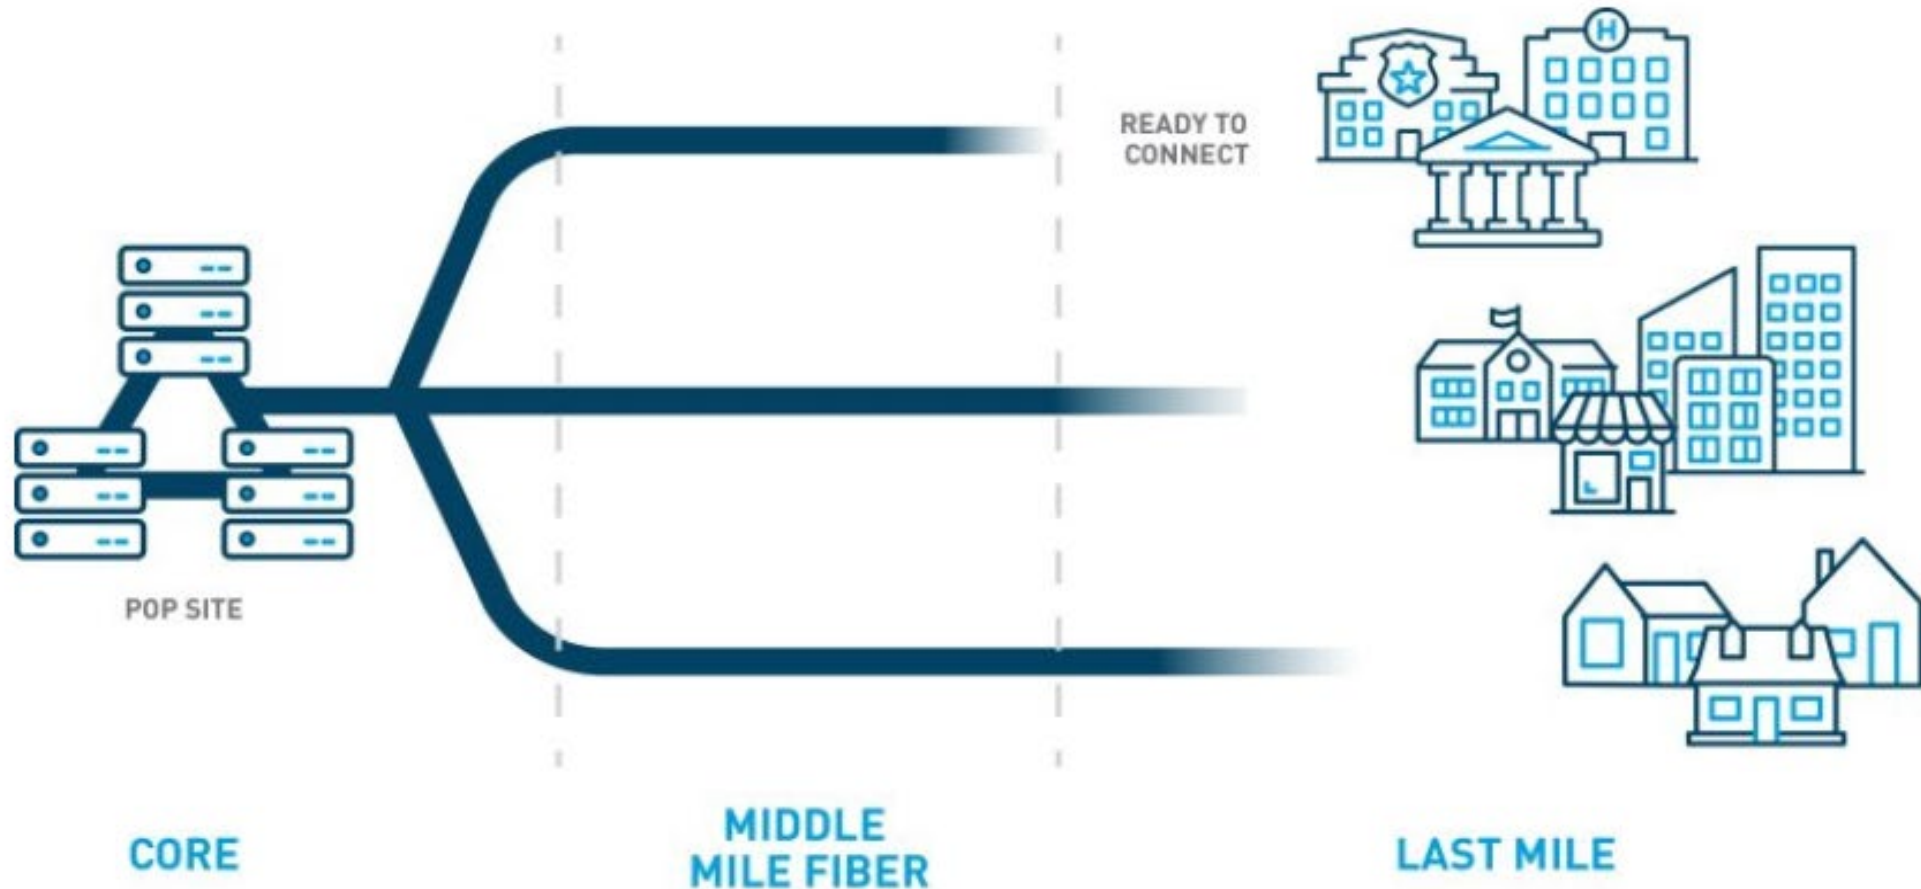 READY TO
CONNECT
H
POP SITE
CORE
MIDDLE
MILE FIBER
LAST MILE